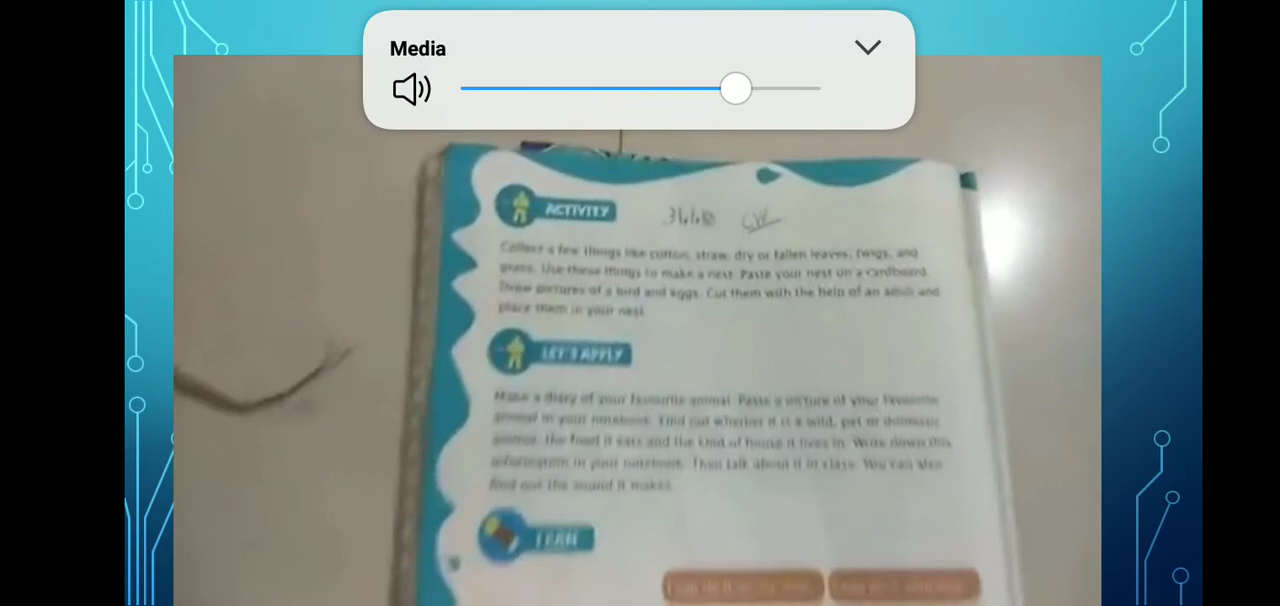 Media
ACTIVITY
Collect a few things like cotton, straw, dry or fallen leaves, twigs, and
grass. Use these things to make a nest. Paste your nest on a cardboard.
Draw pictures of a bird and eggs. Cut them with the help of an adult and
place them in your nest.
LET'S APPLY
Make a diary of your favourite animal. Paste a picture of your favourite
animal in your notebook. Find out whether it is a wild, pet or domestic
animal, the food it eats and the kind of house it lives in. Write down this
information in your notebook. Then talk about it in class. You can also
find out the sound it makes.
I CAN